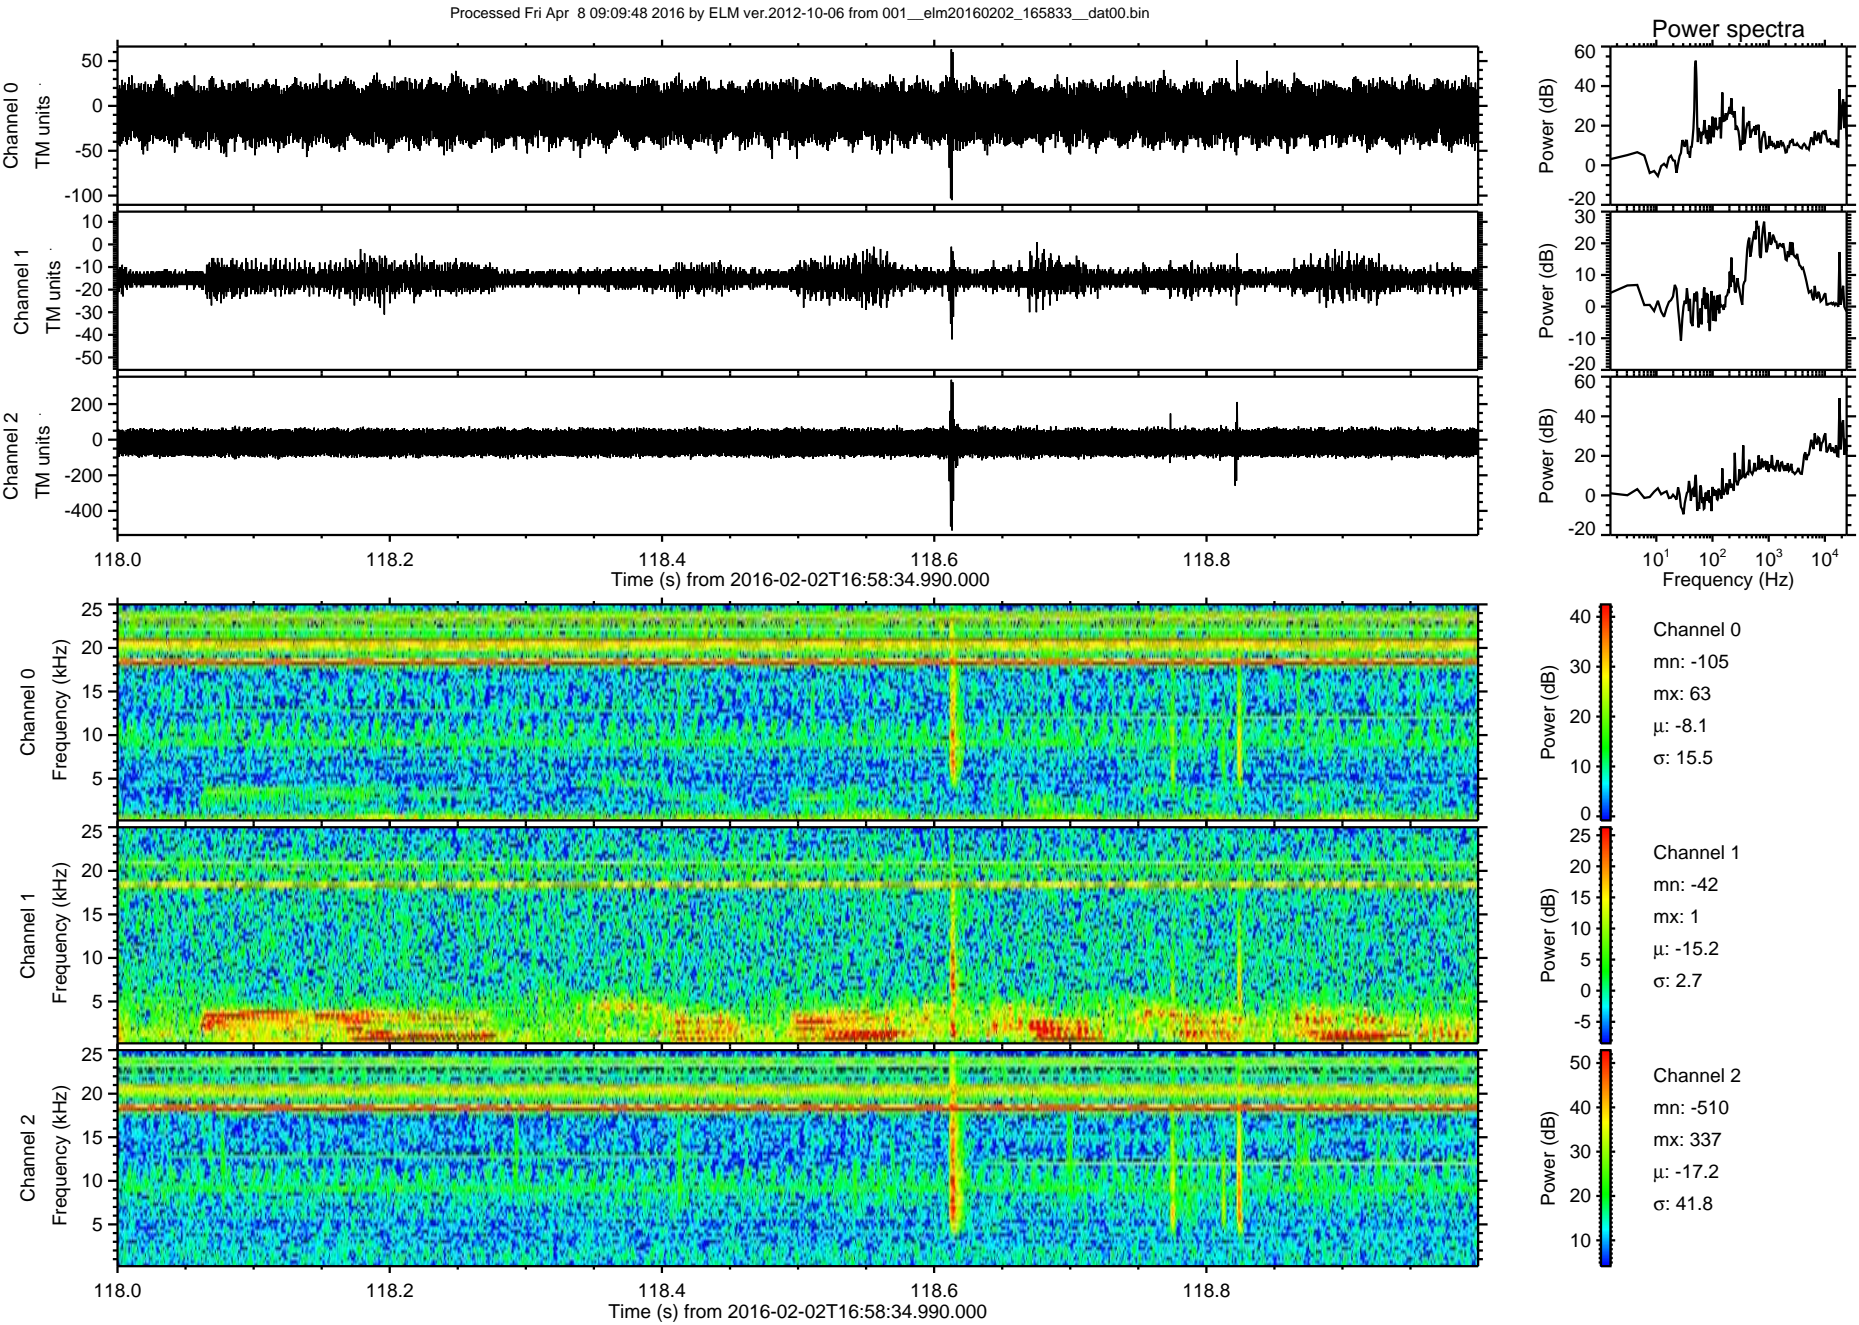 Processed Fri Apr  8 09:09:48 2016 by ELM ver.2012-10-06 from 001__elm20160202_165833__dat00.bin
Power spectra
Channel 0
TM units
50
0
-50
-100
Power (dB)
60
40
20
0
-20
Channel 1
TM units
10
0
-10
-20
-30
-40
-50
Power (dB)
30
20
10
0
-10
-20
Channel 2
TM units
200
0
-200
-400
Power (dB)
60
40
20
0
-20
118.0 118.2 118.4 118.6 118.8
Time (s) from 2016-02-02T16:58:34.990.000
10¹ 10² 10³ 10⁴
Frequency (Hz)
Channel 0
Frequency (kHz)
25
20
15
10
5
Power (dB)
40
30
20
10
0
Channel 0
mn: -105
mx: 63
μ: -8.1
σ: 15.5
Channel 1
Frequency (kHz)
25
20
15
10
5
Power (dB)
25
20
15
10
5
0
-5
Channel 1
mn: -42
mx: 1
μ: -15.2
σ: 2.7
Channel 2
Frequency (kHz)
25
20
15
10
5
Power (dB)
50
40
30
20
10
Channel 2
mn: -510
mx: 337
μ: -17.2
σ: 41.8
118.0 118.2 118.4 118.6 118.8
Time (s) from 2016-02-02T16:58:34.990.000